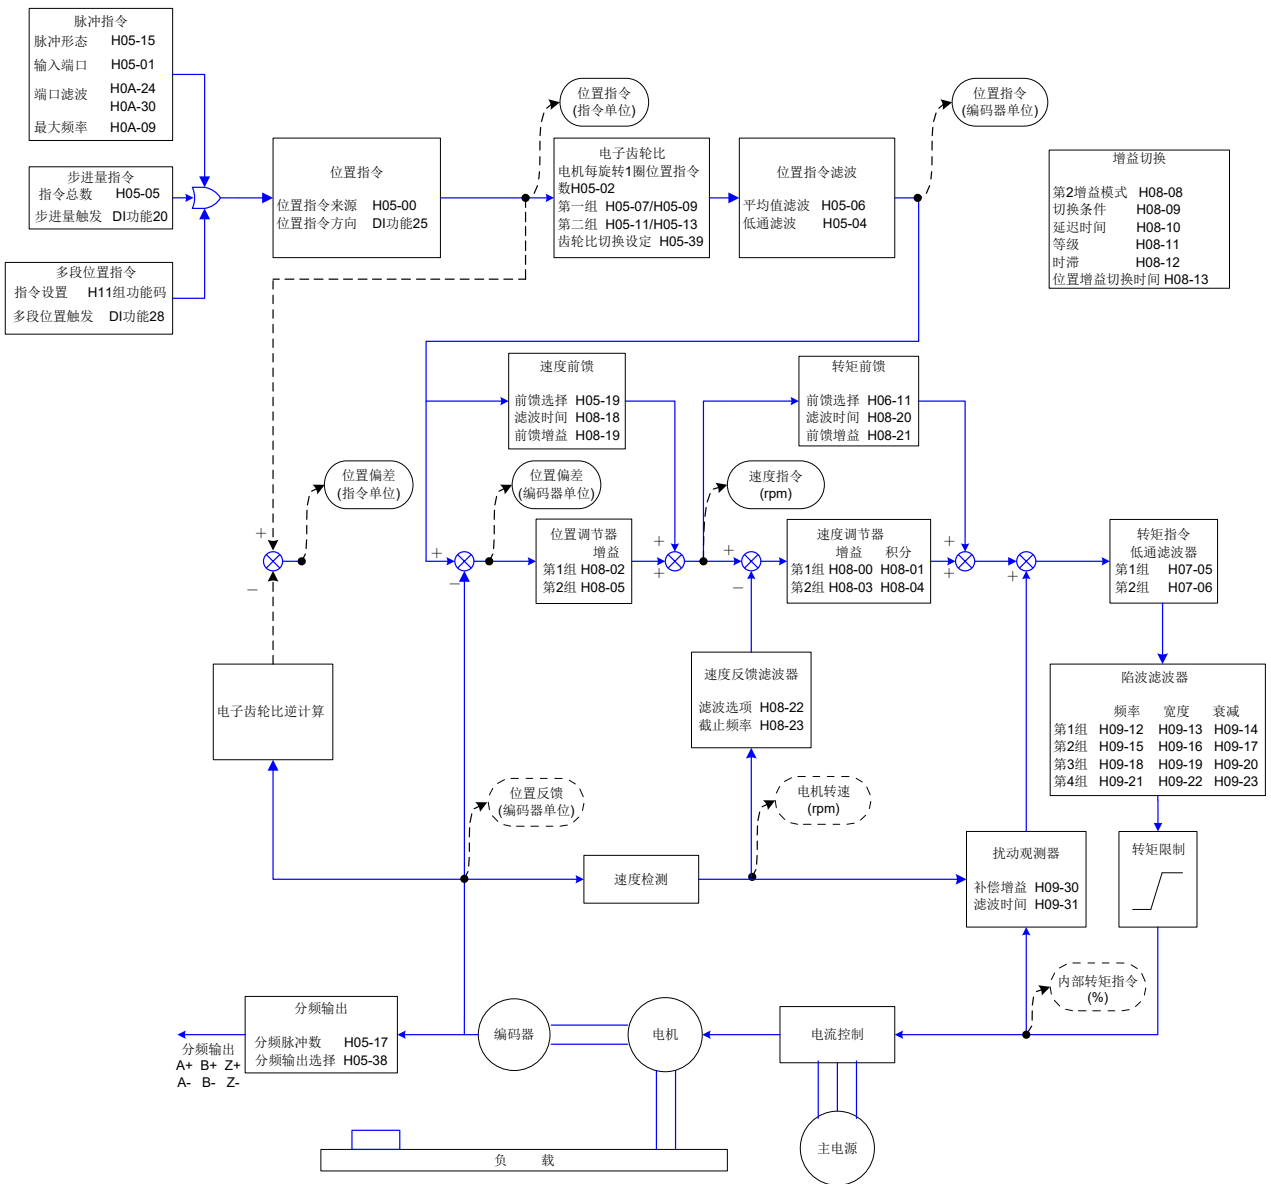 脉冲指令
脉冲形态 H05-15
输入端口 H05-01
端口滤波 H0A-24
H0A-30
最大频率 H0A-09
步进量指令
指令总数 H05-05
步进量触发 DI功能20
多段位置指令
指令设置 H11组功能码
多段位置触发 DI功能28
位置指令
位置指令来源 H05-00
位置指令方向 DI功能25
位置指令
(指令单位)
电子齿轮比
电机每旋转1圈位置指令
数H05-02
第一组 H05-07/H05-09
第二组 H05-11/H05-13
齿轮比切换设定 H05-39
位置指令滤波
平均值滤波 H05-06
低通滤波 H05-04
位置指令
(编码器单位)
增益切换
第2增益模式 H08-08
切换条件 H08-09
延迟时间 H08-10
等级 H08-11
时滞 H08-12
位置增益切换时间 H08-13
速度前馈
前馈选择 H05-19
滤波时间 H08-18
前馈增益 H08-19
转矩前馈
前馈选择 H06-11
滤波时间 H08-20
前馈增益 H08-21
位置偏差
(指令单位)
位置偏差
(编码器单位)
速度指令
(rpm)
+
−
+
−
位置调节器
增益
第1组 H08-02
第2组 H08-05
+
+
+
−
速度调节器
增益 积分
第1组 H08-00 H08-01
第2组 H08-03 H08-04
+
+
+
转矩指令
低通滤波器
第1组 H07-05
第2组 H07-06
电子齿轮比逆计算
速度反馈滤波器
滤波选项 H08-22
截止频率 H08-23
陷波滤波器
频率 宽度 衰减
第1组 H09-12 H09-13 H09-14
第2组 H09-15 H09-16 H09-17
第3组 H09-18 H09-19 H09-20
第4组 H09-21 H09-22 H09-23
位置反馈
(编码器单位)
电机转速
(rpm)
速度检测
扰动观测器
补偿增益 H09-30
滤波时间 H09-31
转矩限制
内部转矩指令
(%)
分频输出
分频脉冲数 H05-17
分频输出选择 H05-38
分频输出
A+ B+ Z+
A- B- Z-
编码器
电机
电流控制
主电源
负 载